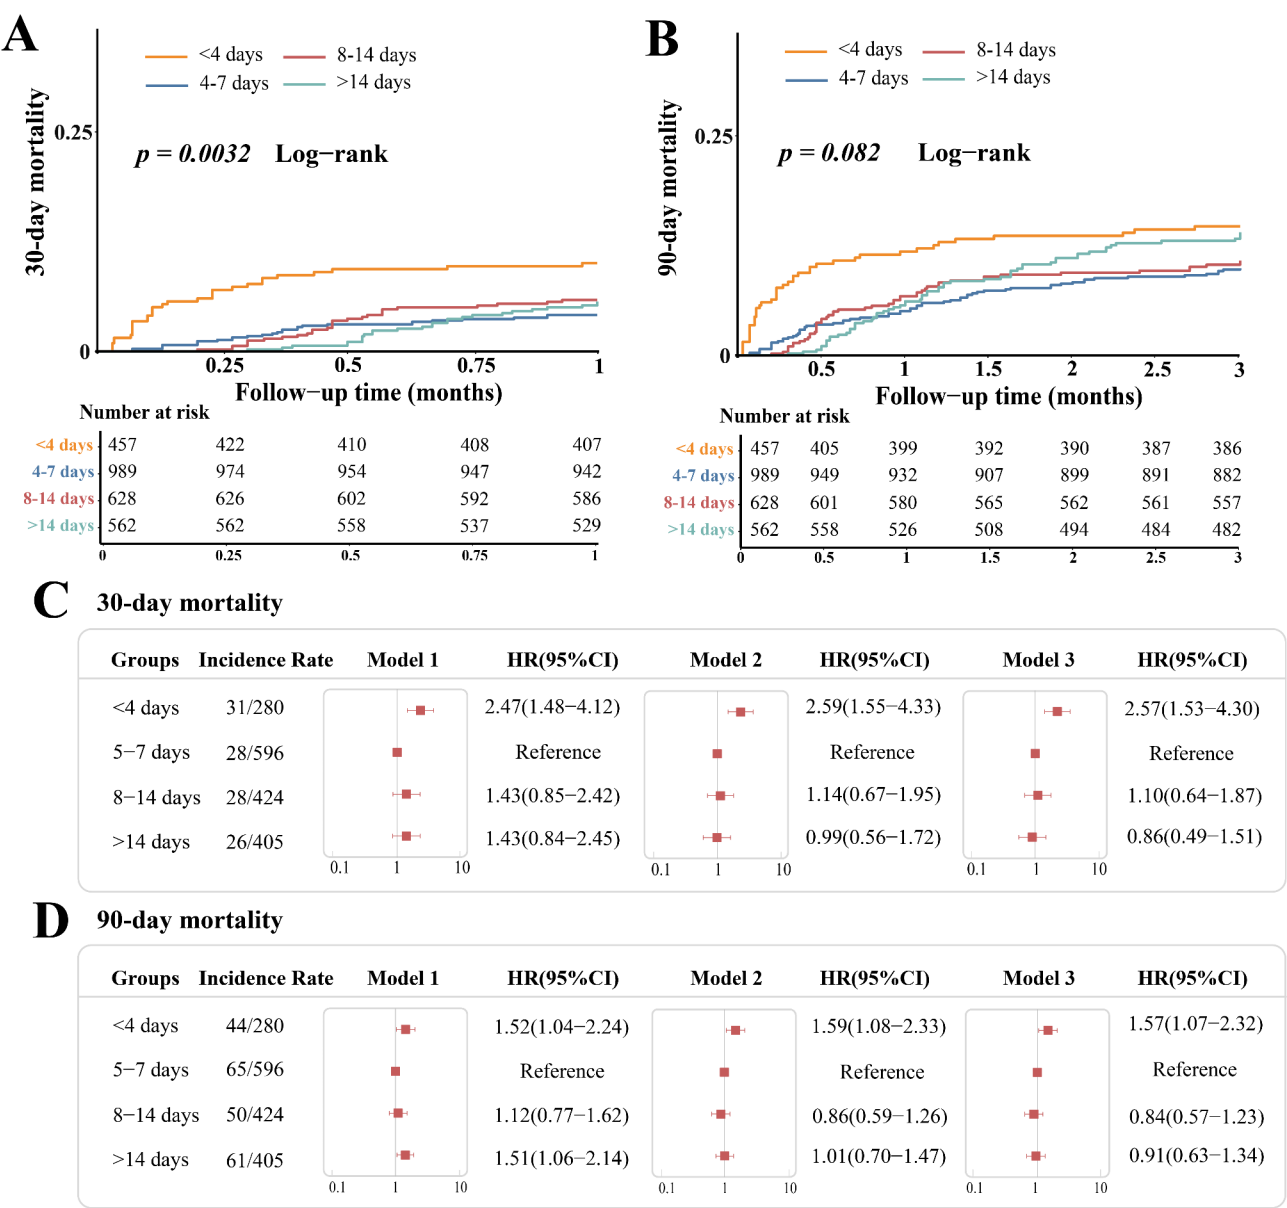 A
<4 days 8-14 days
4-7 days >14 days
0.25
p = 0.0032 Log−rank
30-day mortality
0
0.25 0.5 0.75 1
Follow−up time (months)
Number at risk
<4 days 457 422 410 408 407
4-7 days 989 974 954 947 942
8-14 days 628 626 602 592 586
>14 days 562 562 558 537 529
0 0.25 0.5 0.75 1
B
<4 days 8-14 days
4-7 days >14 days
0.25
p = 0.082 Log−rank
90-day mortality
0
0.5 1 1.5 2 2.5 3
Follow−up time (months)
Number at risk
<4 days 457 405 399 392 390 387 386
4-7 days 989 949 932 907 899 891 882
8-14 days 628 601 580 565 562 561 557
>14 days 562 558 526 508 494 484 482
0 0.5 1 1.5 2 2.5 3
C 30-day mortality
Groups Incidence Rate Model 1 HR(95%CI) Model 2 HR(95%CI) Model 3 HR(95%CI)
<4 days 31/280 2.47(1.48−4.12) 2.59(1.55−4.33) 2.57(1.53−4.30)
5−7 days 28/596 Reference Reference Reference
8−14 days 28/424 1.43(0.85−2.42) 1.14(0.67−1.95) 1.10(0.64−1.87)
>14 days 26/405 1.43(0.84−2.45) 0.99(0.56−1.72) 0.86(0.49−1.51)
0.1 1 10 0.1 1 10 0.1 1 10
D 90-day mortality
Groups Incidence Rate Model 1 HR(95%CI) Model 2 HR(95%CI) Model 3 HR(95%CI)
<4 days 44/280 1.52(1.04−2.24) 1.59(1.08−2.33) 1.57(1.07−2.32)
5−7 days 65/596 Reference Reference Reference
8−14 days 50/424 1.12(0.77−1.62) 0.86(0.59−1.26) 0.84(0.57−1.23)
>14 days 61/405 1.51(1.06−2.14) 1.01(0.70−1.47) 0.91(0.63−1.34)
0.1 1 10 0.1 1 10 0.1 1 10